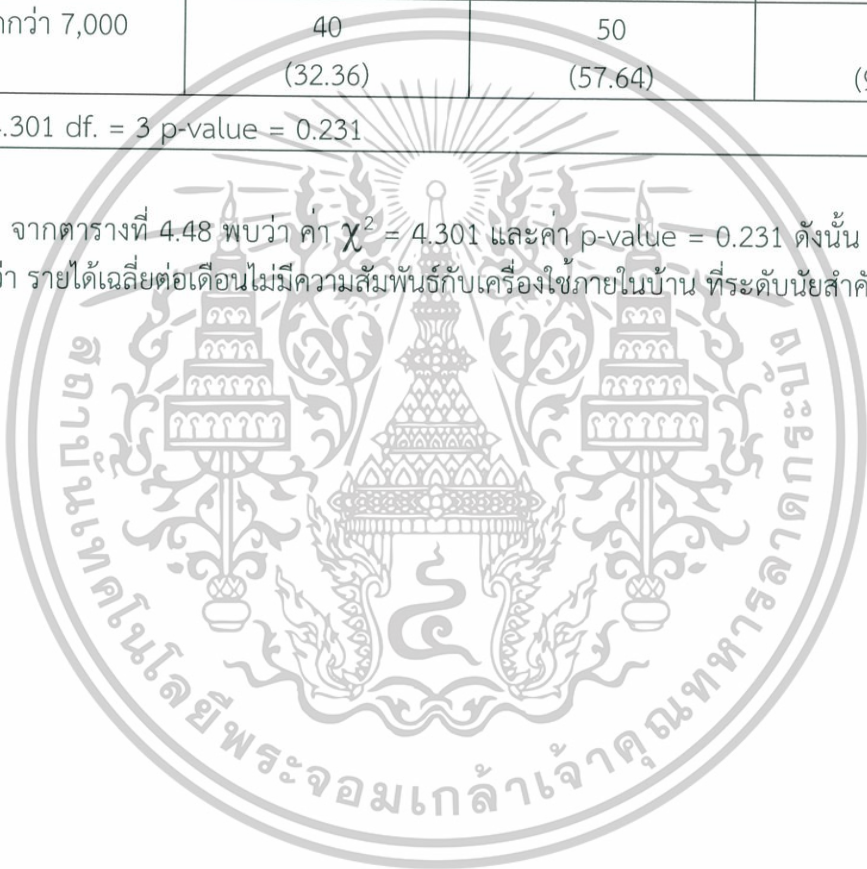 กว่า 7,000 40 50
(32.36) (57.64)
.301 df. = 3 p-value = 0.231
จากตารางที่ 4.48 พบว่า ค่า χ² = 4.301 และค่า p-value = 0.231 ดังนั้น
ว่า รายได้เฉลี่ยต่อเดือนไม่มีความสัมพันธ์กับเครื่องใช้ภายในบ้าน ที่ระดับนัยสำคั
สถาบันเทคโนโลยีพระจอมเกล้าเจ้าคุณทหารลาดกระบัง